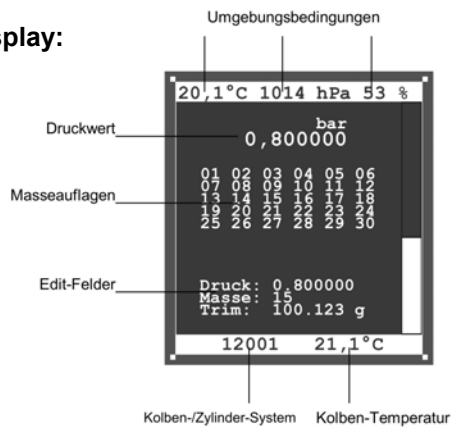 Umgebungsbedingungen
splay:
20,1°C 1014 hPa 53 %
bar
Druckwert
0,800000
01 02 03 04 05 06
07 08 09 10 11 12
Masseauflagen
13 14 15 16 17 18
19 20 21 22 23 24
25 26 27 28 29 30
Edit-Felder
Druck: 0.800000
Masse: 15
Trim: 100.123 g
12001 21,1°C
Kolben-/Zylinder-System Kolben-Temperatur